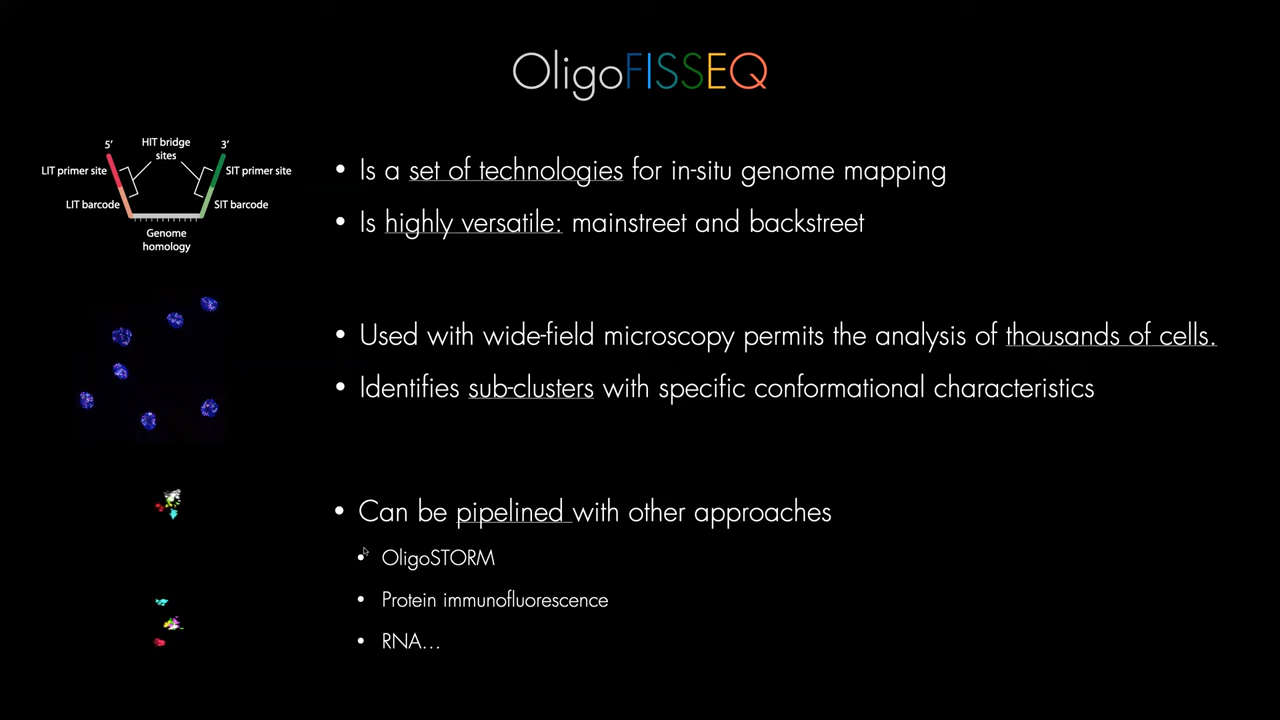 OligoFISSEQ
5’ HIT bridge sites 3’
LIT primer site
SIT primer site
LIT barcode
SIT barcode
Genome homology
• Is a set of technologies for in-situ genome mapping
• Is highly versatile: mainstreet and backstreet
• Used with wide-field microscopy permits the analysis of thousands of cells.
• Identifies sub-clusters with specific conformational characteristics
• Can be pipelined with other approaches
• OligoSTORM
• Protein immunofluorescence
• RNA...